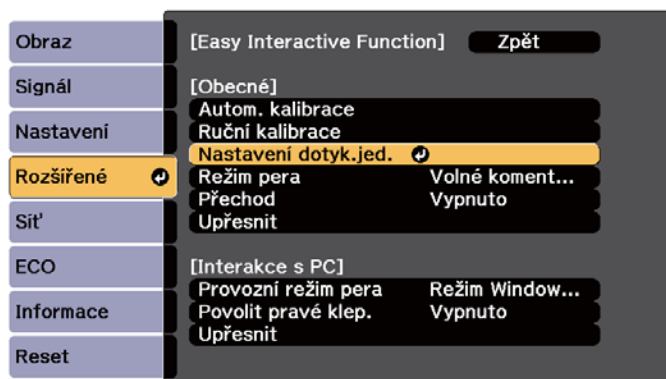 Obraz
Signál
Nastavení
Rozšířené
Síť
ECO
Informace
Reset
[Easy Interactive Function] Zpět
[Obecné]
Autom. kalibrace
Ruční kalibrace
Nastavení dotyk.jed.
Režim pera Volné koment...
Přechod Vypnuto
Upřesnit
[Interakce s PC]
Provozní režim pera Režim Window...
Povolit pravé klep. Vypnuto
Upřesnit